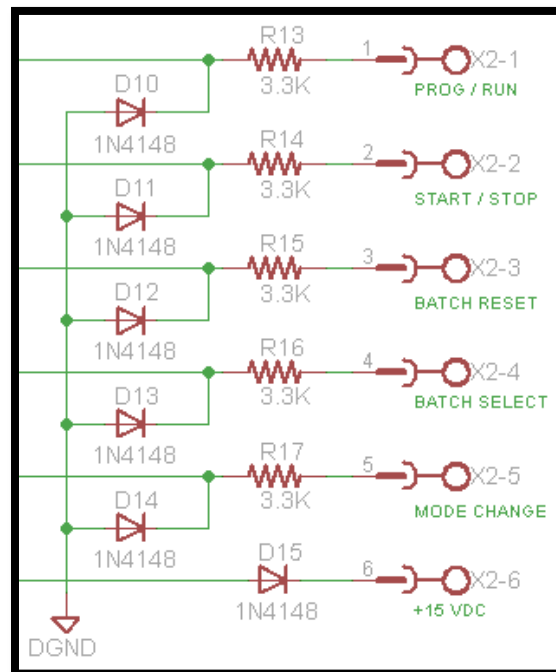 R13
1
X2-1
3.3K
PROG / RUN
D10
1N4148
R14
2
X2-2
3.3K
START / STOP
D11
1N4148
R15
3
X2-3
3.3K
BATCH RESET
D12
1N4148
R16
4
X2-4
3.3K
BATCH SELECT
D13
1N4148
R17
5
X2-5
3.3K
MODE CHANGE
D14
1N4148
D15
6
X2-6
1N4148
+15 VDC
DGND